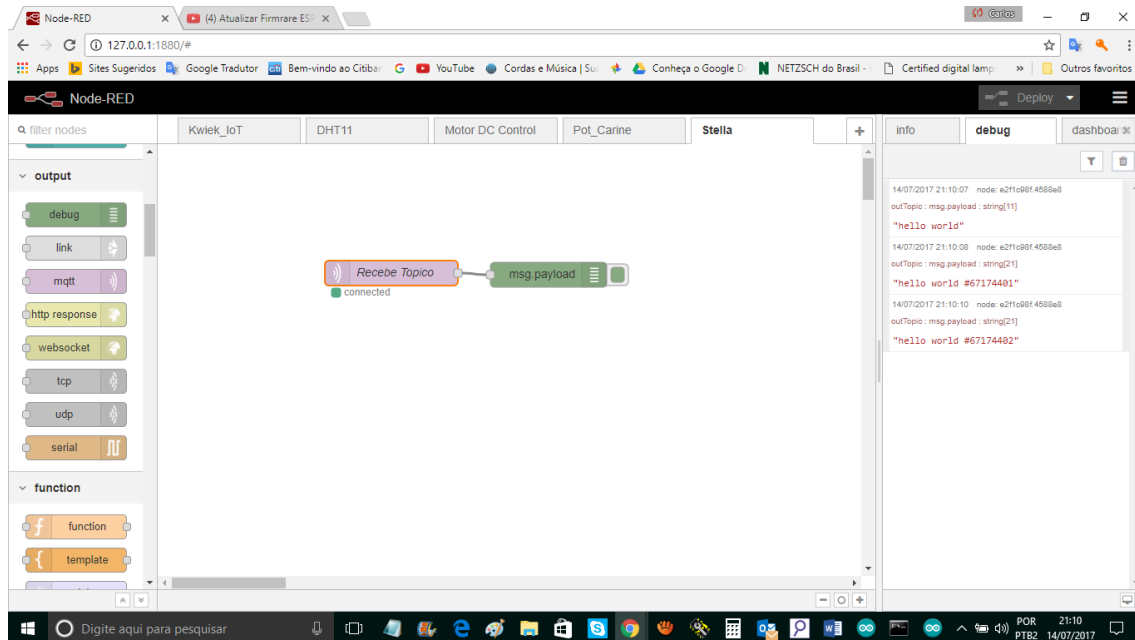 Node-RED
(4) Atualizar Firmrare ESP
Carlos
127.0.0.1:1880/#
Apps
Sites Sugeridos
Google Tradutor
citi
Bem-vindo ao Citiban
YouTube
Cordas e Música | Su
Conheça o Google D
NETZSCH do Brasil -
Certified digital lamp
»
Outros favoritos
Node-RED
Deploy
filter nodes
Kwiek_IoT
DHT11
Motor DC Control
Pot_Carine
Stella
+
info
debug
dashboar
output
debug
link
mqtt
http response
websocket
tcp
udp
serial
function
function
template
Recebe Topico
connected
msg.payload
14/07/2017 21:10:07 node: e2f1c98f.4588e8
outTopic : msg.payload : string[11]
"hello world"
14/07/2017 21:10:08 node: e2f1c98f.4588e8
outTopic : msg.payload : string[21]
"hello world #67174401"
14/07/2017 21:10:10 node: e2f1c98f.4588e8
outTopic : msg.payload : string[21]
"hello world #67174402"
Digite aqui para pesquisar
POR
PTB2
21:10
14/07/2017